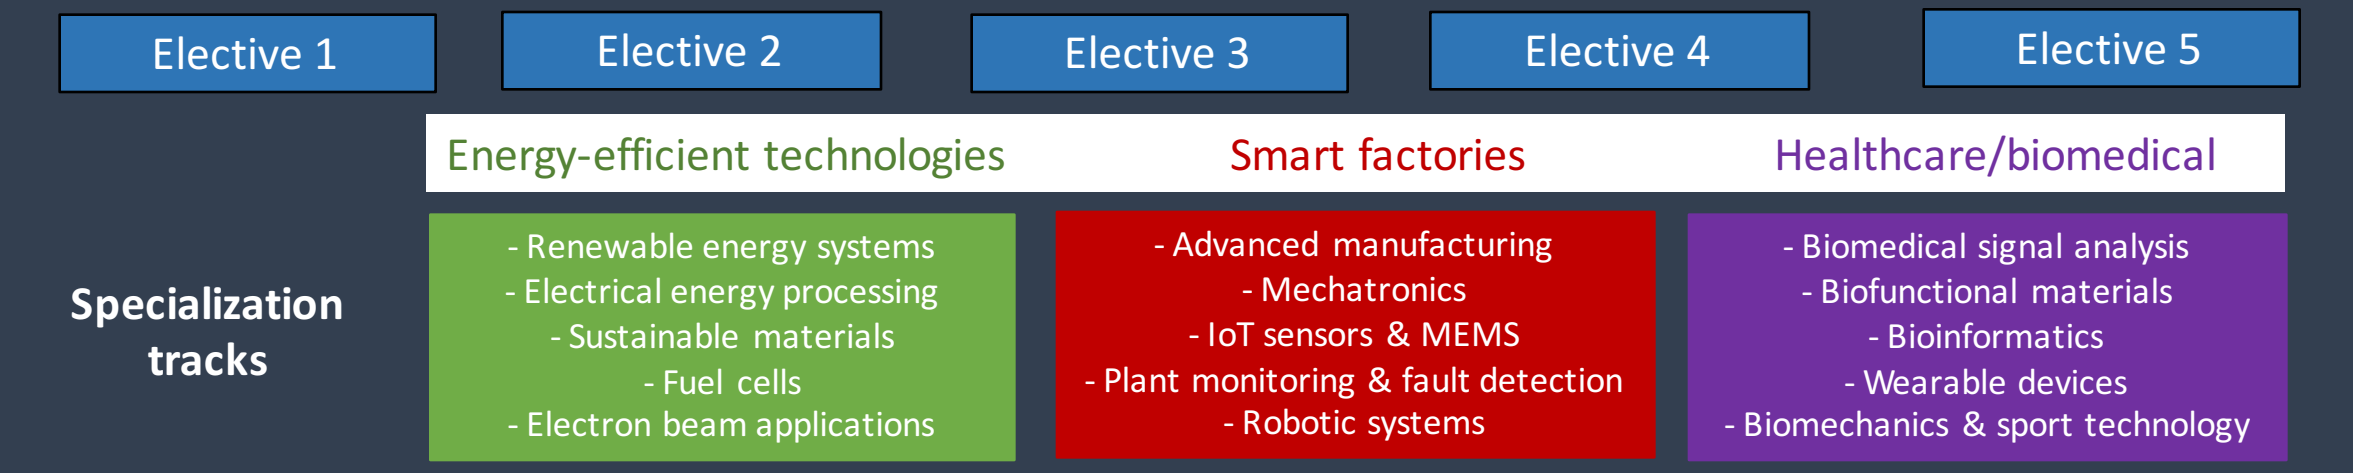 Elective 1
Elective 2
Elective 3
Elective 4
Elective 5
Energy-efficient technologies
Smart factories
Healthcare/biomedical
Specialization
tracks
- Renewable energy systems
- Electrical energy processing
- Sustainable materials
- Fuel cells
- Electron beam applications
- Advanced manufacturing
- Mechatronics
- IoT sensors & MEMS
- Plant monitoring & fault detection
- Robotic systems
- Biomedical signal analysis
- Biofunctional materials
- Bioinformatics
- Wearable devices
- Biomechanics & sport technology